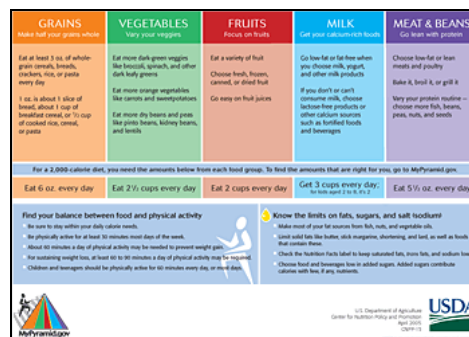 GRAINS
Make half your grains whole
VEGETABLES
Vary your veggies
FRUITS
Focus on fruits
MILK
Get your calcium-rich foods
MEAT & BEANS
Go lean with protein
Eat at least 3 oz. of whole-
grain cereals, breads,
crackers, rice, or pasta
every day
1 oz. is about 1 slice of
bread, about 1 cup of
breakfast cereal, or ½ cup
of cooked rice, cereal,
or pasta
Eat more dark-green veggies
like broccoli, spinach, and other
dark leafy greens
Eat more orange vegetables
like carrots and sweetpotatoes
Eat more dry beans and peas
like pinto beans, kidney beans,
and lentils
Eat a variety of fruit
Choose fresh, frozen,
canned, or dried fruit
Go easy on fruit juices
Go low-fat or fat-free when
you choose milk, yogurt,
and other milk products
If you don't or can't
consume milk, choose
lactose-free products or
other calcium sources
such as fortified foods
and beverages
Choose low-fat or lean
meats and poultry
Bake it, broil it, or grill it
Vary your protein routine —
choose more fish, beans,
peas, nuts, and seeds
For a 2,000-calorie diet, you need the amounts below from each food group. To find the amounts that are right for you, go to MyPyramid.gov.
Eat 6 oz. every day
Eat 2½ cups every day
Eat 2 cups every day
Get 3 cups every day;
for kids aged 2 to 8, it's 2
Eat 5½ oz. every day
Find your balance between food and physical activity
Be sure to stay within your daily calorie needs.
Be physically active for at least 30 minutes most days of the week.
About 60 minutes a day of physical activity may be needed to prevent weight gain.
For sustaining weight loss, at least 60 to 90 minutes a day of physical activity may be required.
Children and teenagers should be physically active for 60 minutes every day, or most days.
Know the limits on fats, sugars, and salt (sodium)
Make most of your fat sources from fish, nuts, and vegetable oils.
Limit solid fats like butter, stick margarine, shortening, and lard, as well as foods
that contain these.
Check the Nutrition Facts label to keep saturated fats, trans fats, and sodium low.
Choose food and beverages low in added sugars. Added sugars contribute
calories with few, if any, nutrients.
MyPyramid.gov
U.S. Department of Agriculture
Center for Nutrition Policy and Promotion
April 2005
CNPP-15
USDA